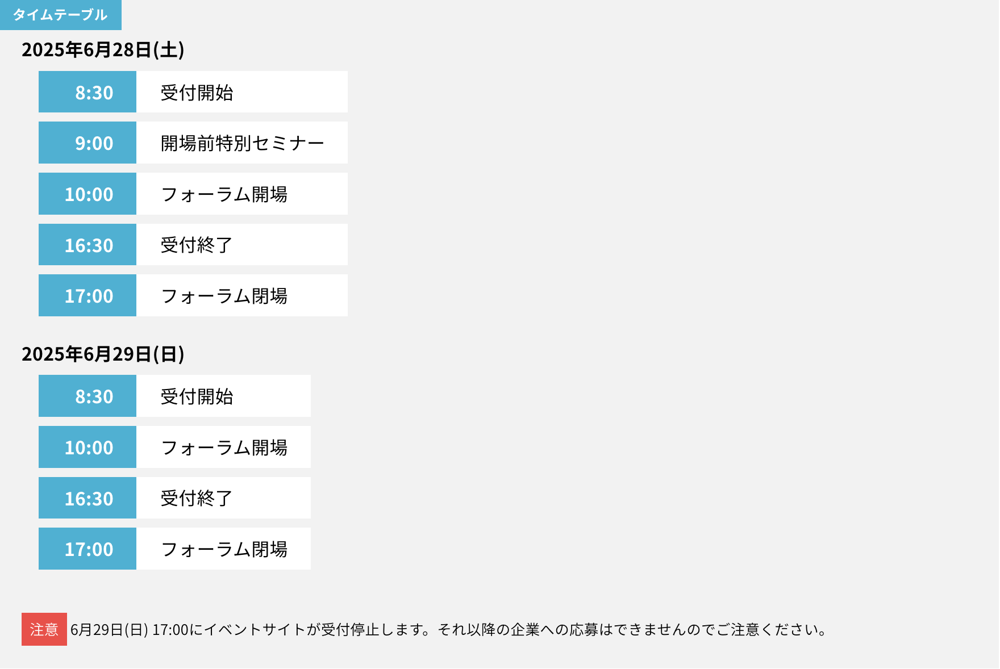 タイムテーブル
2025年6月28日(土)
8:30 受付開始
9:00 開場前特別セミナー
10:00 フォーラム開場
16:30 受付終了
17:00 フォーラム閉場
2025年6月29日(日)
8:30 受付開始
10:00 フォーラム開場
16:30 受付終了
17:00 フォーラム閉場
注意 6月29日(日) 17:00にイベントサイトが受付停止します。それ以降の企業への応募はできませんのでご注意ください。